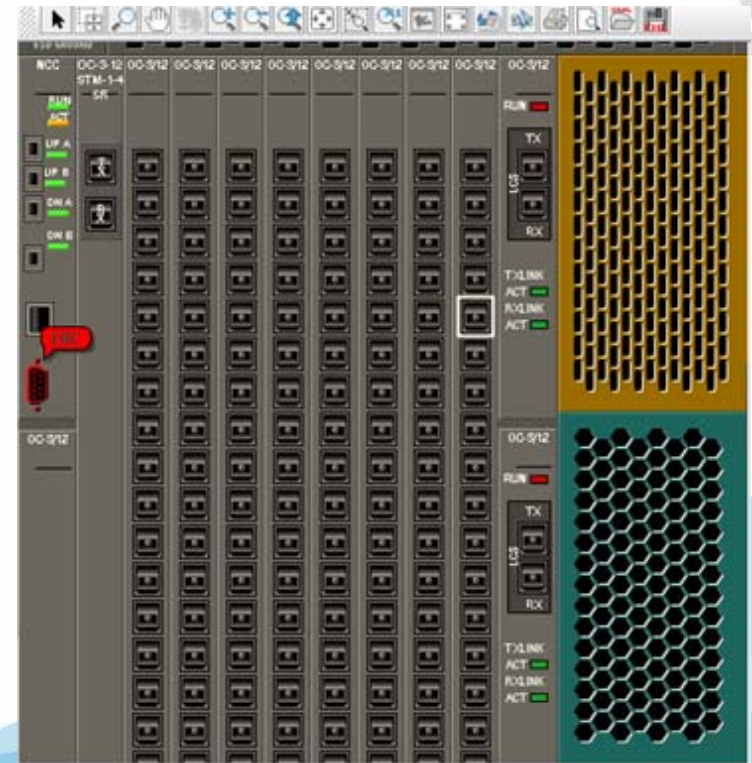 NCC
OC-3-12
STM-1-4
SR
OC-3/12
OC-3/12
OC-3/12
OC-3/12
OC-3/12
OC-3/12
OC-3/12
OC-3/12
OC-3/12
RUN
ACT
UP A
UP B
DN A
DN B
RUN
TX
LC
RX
TX LINK
ACT
RX LINK
ACT
OC-3/12
OC-3/12
RUN
TX
RX
TX LINK
ACT
RX LINK
ACT